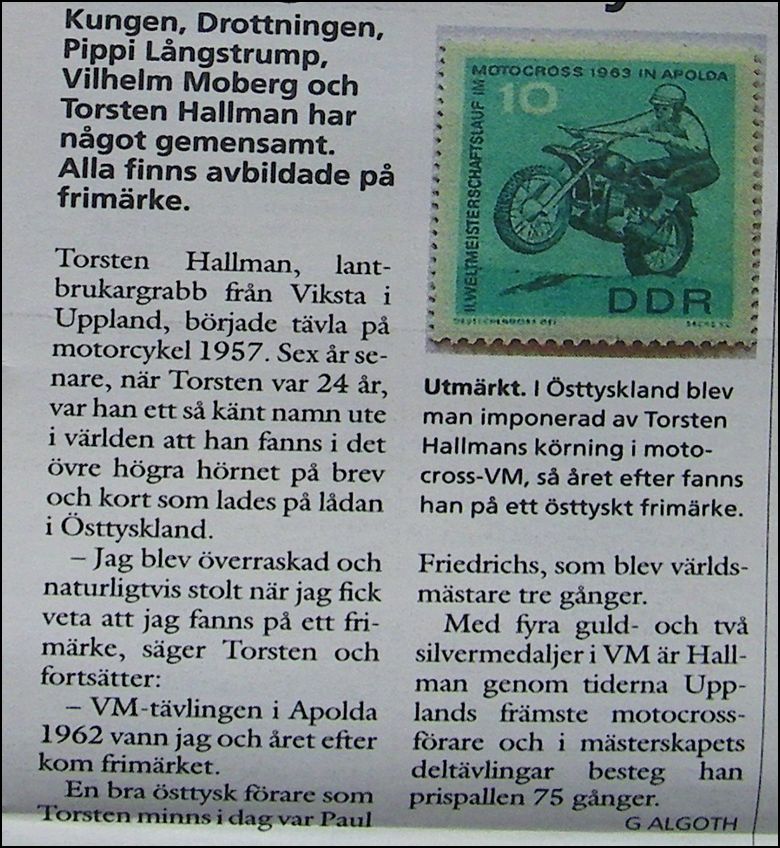 Kungen, Drottningen,
Pippi Långstrump,
Vilhelm Moberg och
Torsten Hallman har
något gemensamt.
Alla finns avbildade på
frimärke.
Torsten Hallman, lant-
brukargrabb från Viksta i
Uppland, började tävla på
motorcykel 1957. Sex år se-
nare, när Torsten var 24 år,
var han ett så känt namn ute
i världen att han fanns i det
övre högra hörnet på brev
och kort som lades på lådan
i Östtyskland.
– Jag blev överraskad och
naturligtvis stolt när jag fick
veta att jag fanns på ett fri-
märke, säger Torsten och
fortsätter:
– VM-tävlingen i Apolda
1962 vann jag och året efter
kom frimärket.
En bra östtysk förare som
Torsten minns i dag var Paul
MOTOCROSS 1963 IN APOLDA
10
II.WELTMEISTERSCHAFTSLAUF IM
DDR
Utmärkt. I Östtyskland blev
man imponerad av Torsten
Hallmans körning i moto-
cross-VM, så året efter fanns
han på ett östtyskt frimärke.
Friedrichs, som blev världs-
mästare tre gånger.
Med fyra guld- och två
silvermedaljer i VM är Hall-
man genom tiderna Upp-
lands främste motocross-
förare och i mästerskapets
deltävlingar besteg han
prispallen 75 gånger.
G ALGOTH